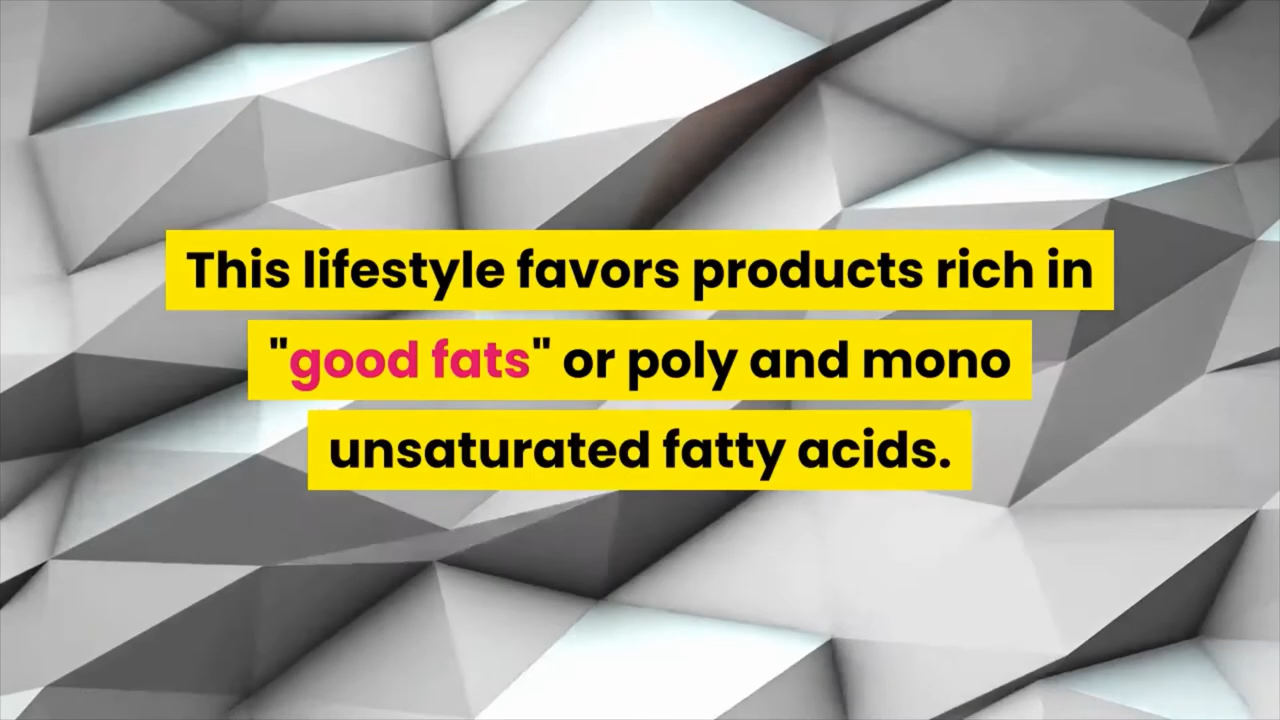 This lifestyle favors products rich in
"good fats" or poly and mono
unsaturated fatty acids.